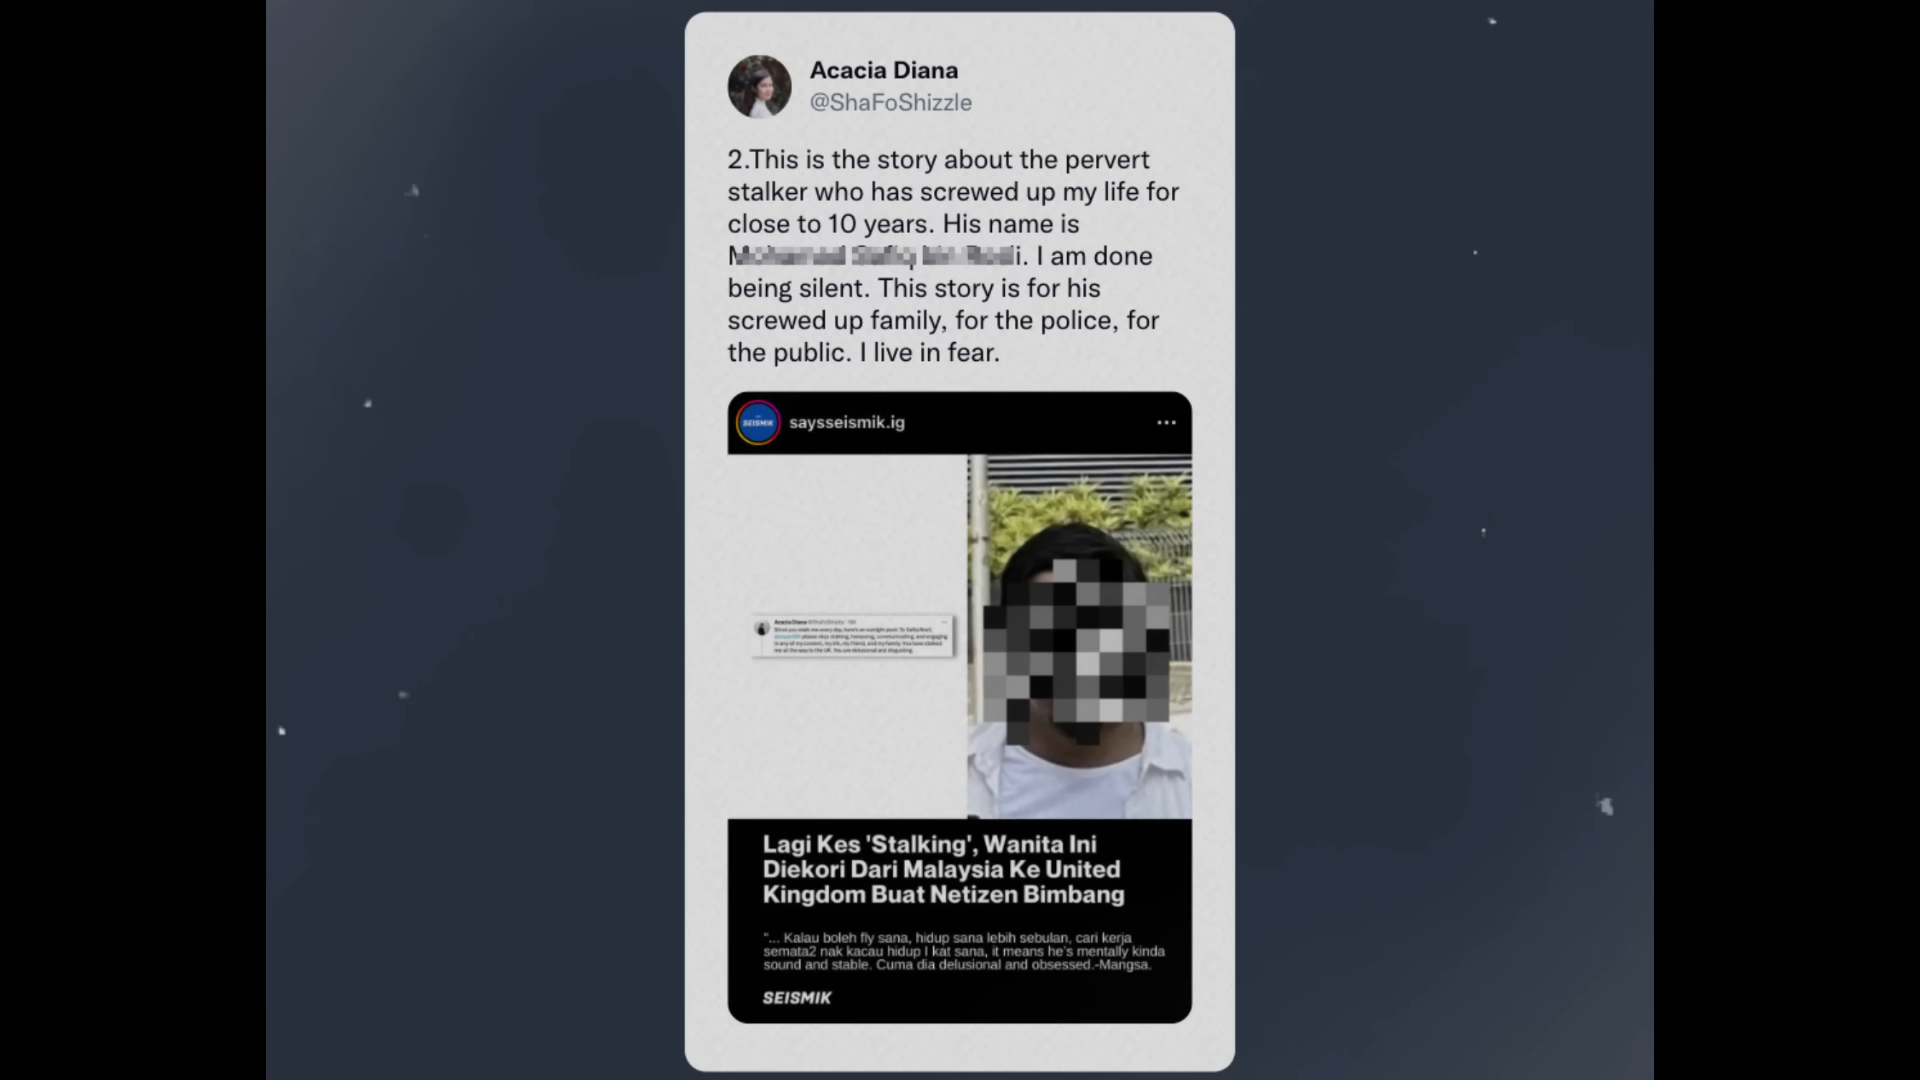 Acacia Diana
@ShaFoShizzle
2.This is the story about the pervert
stalker who has screwed up my life for
close to 10 years. His name is
I am done
being silent. This story is for his
screwed up family, for the police, for
the public. I live in fear.
SEISMIK
saysseismik.ig
Acacia Diana
Lagi Kes 'Stalking', Wanita Ini
Diekori Dari Malaysia Ke United
Kingdom Buat Netizen Bimbang
"... Kalau boleh fly sana, hidup sana lebih sebulan, cari kerja
semata2 nak kacau hidup I kat sana, it means he's mentally kinda
sound and stable. Cuma dia delusional and obsessed.-Mangsa.
SEISMIK